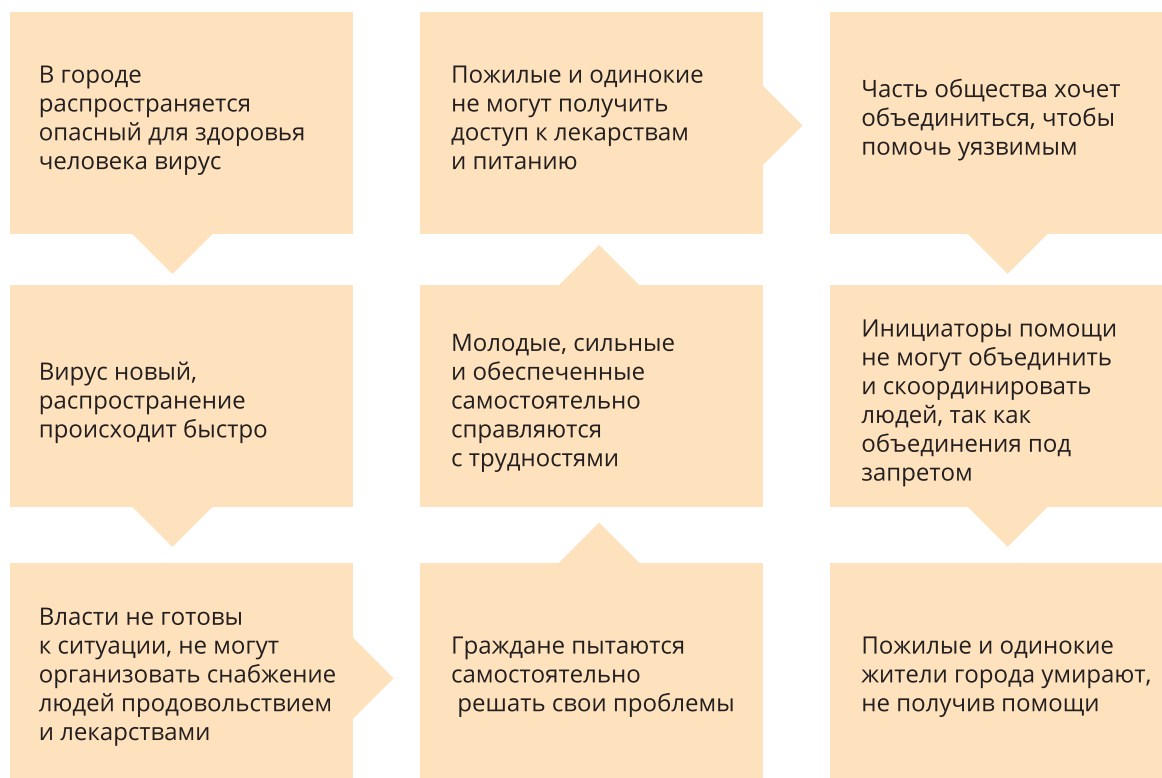 В городе
распространяется
опасный для здоровья
человека вирус
Вирус новый,
распространение
происходит быстро
Власти не готовы
к ситуации, не могут
организовать снабжение
людей продовольствием
и лекарствами
Граждане пытаются
самостоятельно
решать свои проблемы
Молодые, сильные
и обеспеченные
самостоятельно
справляются
с трудностями
Пожилые и одинокие
не могут получить
доступ к лекарствам
и питанию
Часть общества хочет
объединиться, чтобы
помочь уязвимым
Инициаторы помощи
не могут объединить
и скоординировать
людей, так как
объединения под
запретом
Пожилые и одинокие
жители города умирают,
не получив помощи